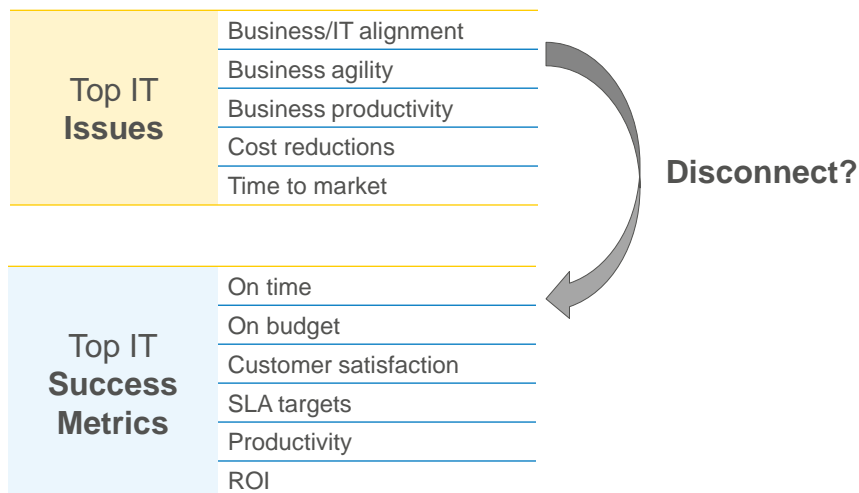 Top IT
Issues
Business/IT alignment
Business agility
Business productivity
Cost reductions
Time to market
Disconnect?
Top IT
Success
Metrics
On time
On budget
Customer satisfaction
SLA targets
Productivity
ROI